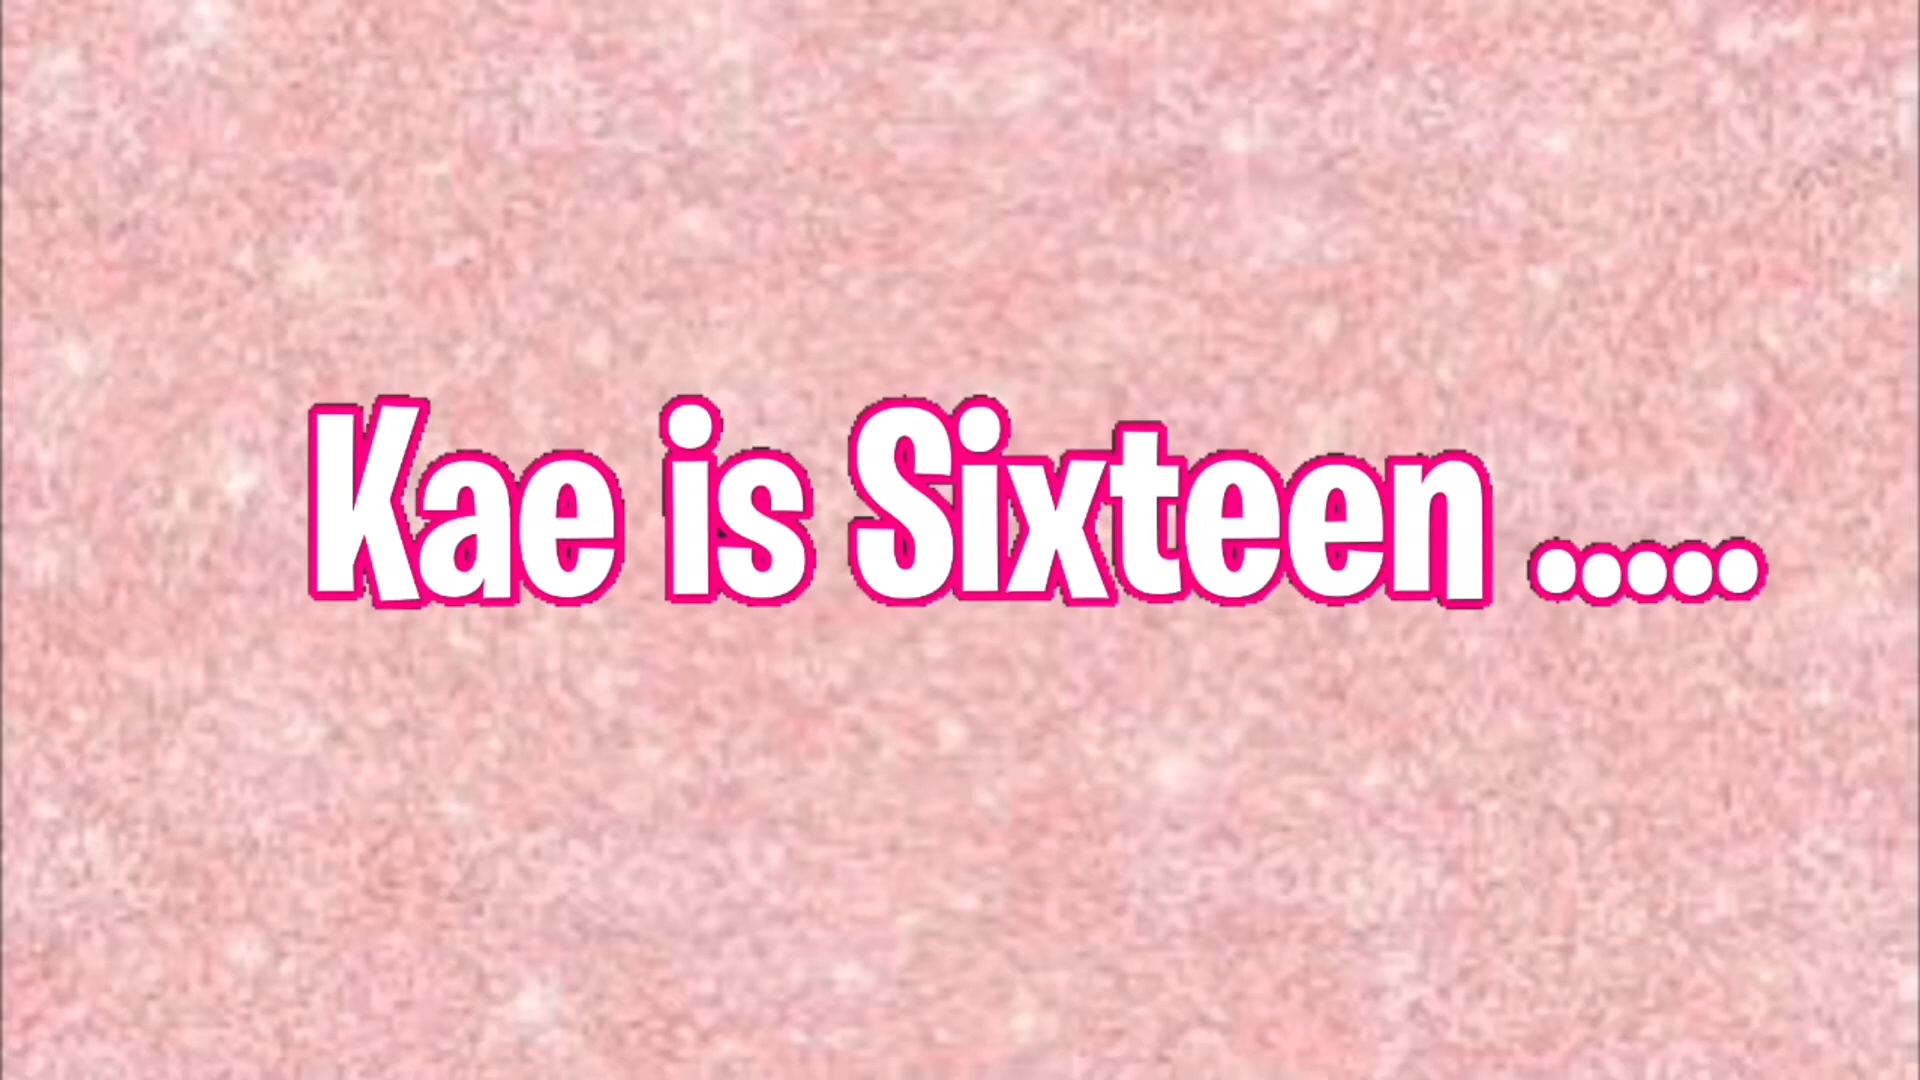 Kae is Sixteen .....